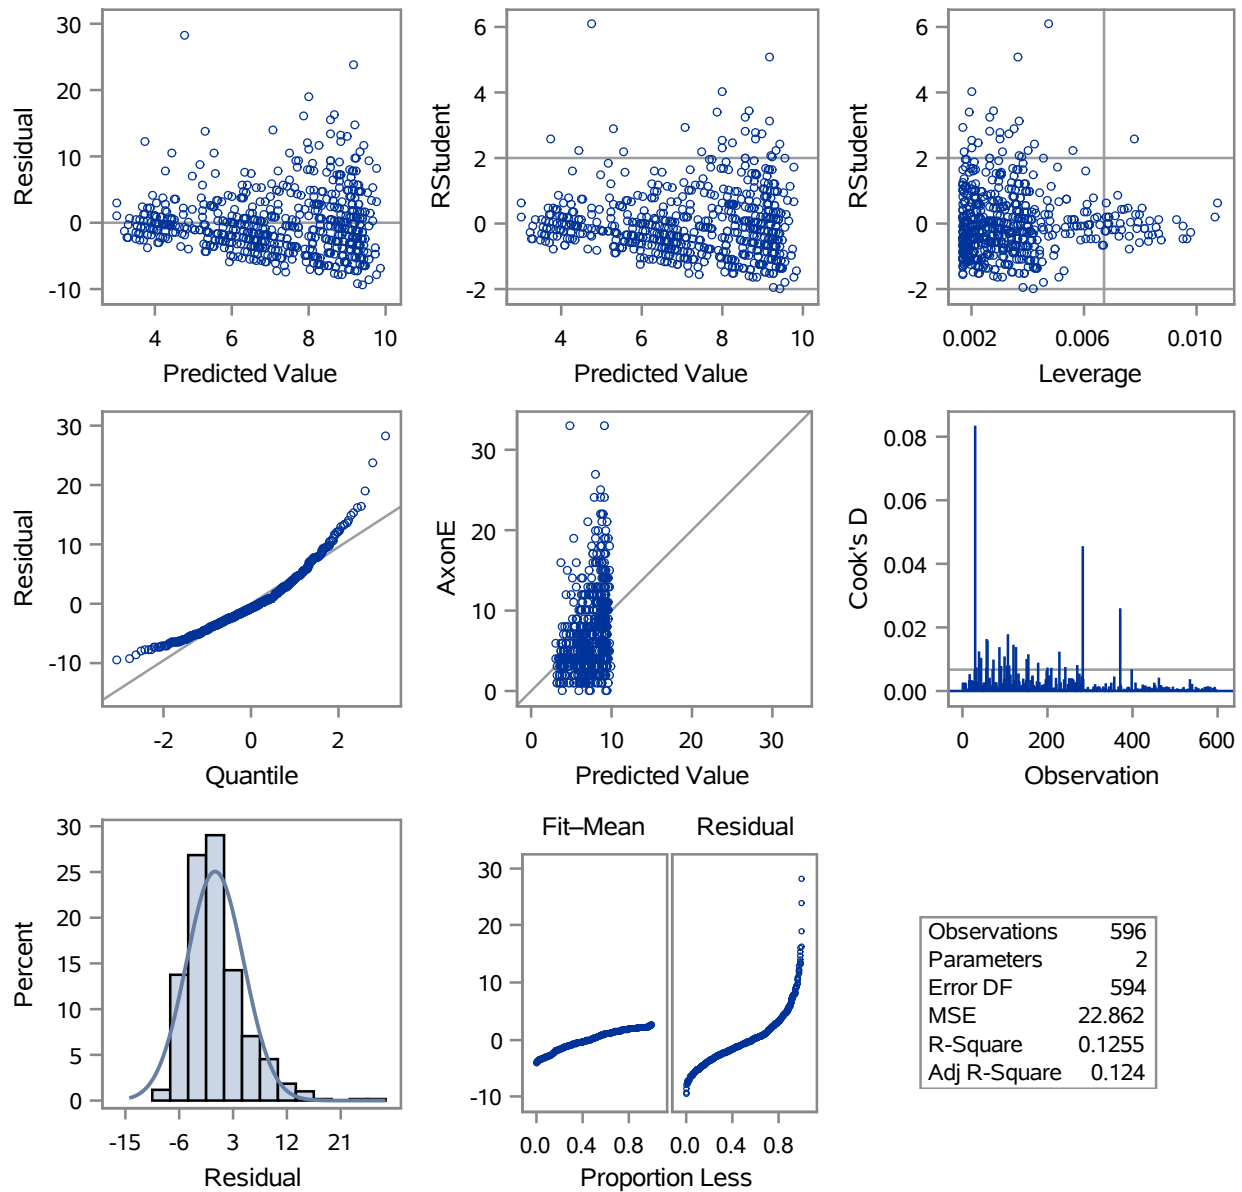 30
20
10
0
-10
Residual
4 6 8 10
Predicted Value
6
4
2
0
-2
RStudent
4 6 8 10
Predicted Value
6
4
2
0
-2
RStudent
0.002 0.006 0.010
Leverage
30
20
10
0
-10
Residual
-2 0 2
Quantile
30
20
10
0
AxonE
0 10 20 30
Predicted Value
0.08
0.06
0.04
0.02
0.00
Cook's D
0 200 400 600
Observation
30
25
20
15
10
5
0
Percent
-15 -6 3 12 21
Residual
Fit–Mean Residual
30
20
10
0
-10
0.0 0.4 0.8 0.0 0.4 0.8
Proportion Less
Observations 596
Parameters 2
Error DF 594
MSE 22.862
R-Square 0.1255
Adj R-Square 0.124